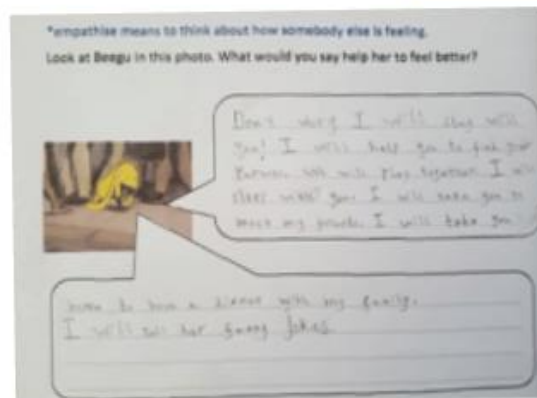 *empathise means to think about how somebody else is feeling.
Look at Beegu in this photo. What would you say help her to feel better?
Don't worry I will stay with
you! I will help you to find your
We will play together. I will
sleep with you. I will take you to
meet my friends. I will take you
home to have a dinner with my family.
I will tell her funny jokes